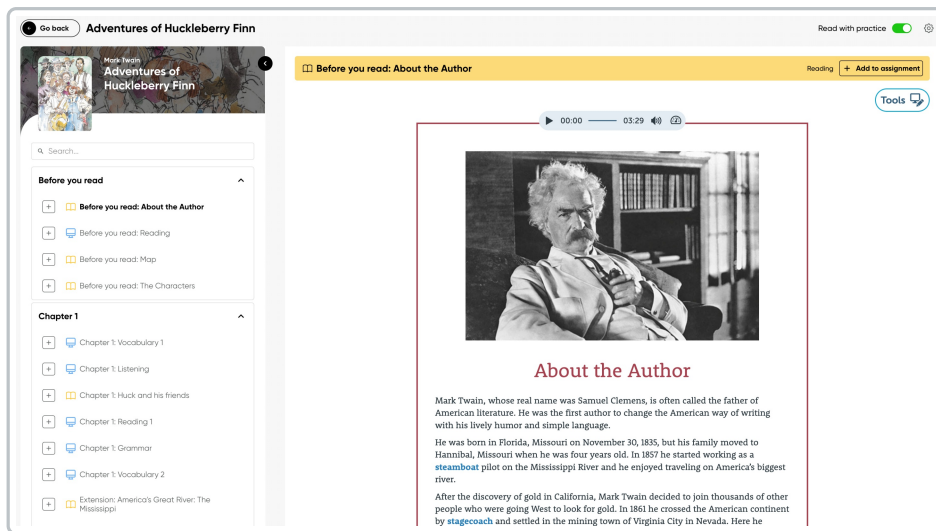 Go back
Adventures of Huckleberry Finn
Read with practice
Mark Twain
Adventures of
Huckleberry Finn
Search...
Before you read
Before you read: About the Author
Before you read: Reading
Before you read: Map
Before you read: The Characters
Chapter 1
Chapter 1: Vocabulary 1
Chapter 1: Listening
Chapter 1: Huck and his friends
Chapter 1: Reading 1
Chapter 1: Grammar
Chapter 1: Vocabulary 2
Extension: America's Great River: The
Mississippi
Before you read: About the Author
Reading
+ Add to assignment
Tools
00:00
03:29
About the Author
Mark Twain, whose real name was Samuel Clemens, is often called the father of
American literature. He was the first author to change the American way of writing
with his lively humor and simple language.
He was born in Florida, Missouri on November 30, 1835, but his family moved to
Hannibal, Missouri when he was four years old. In 1857 he started working as a
steamboat pilot on the Mississippi River and he enjoyed traveling on America's biggest
river.
After the discovery of gold in California, Mark Twain decided to join thousands of other
people who were going West to look for gold. In 1861 he crossed the American continent
by stagecoach and settled in the mining town of Virginia City in Nevada. Here he